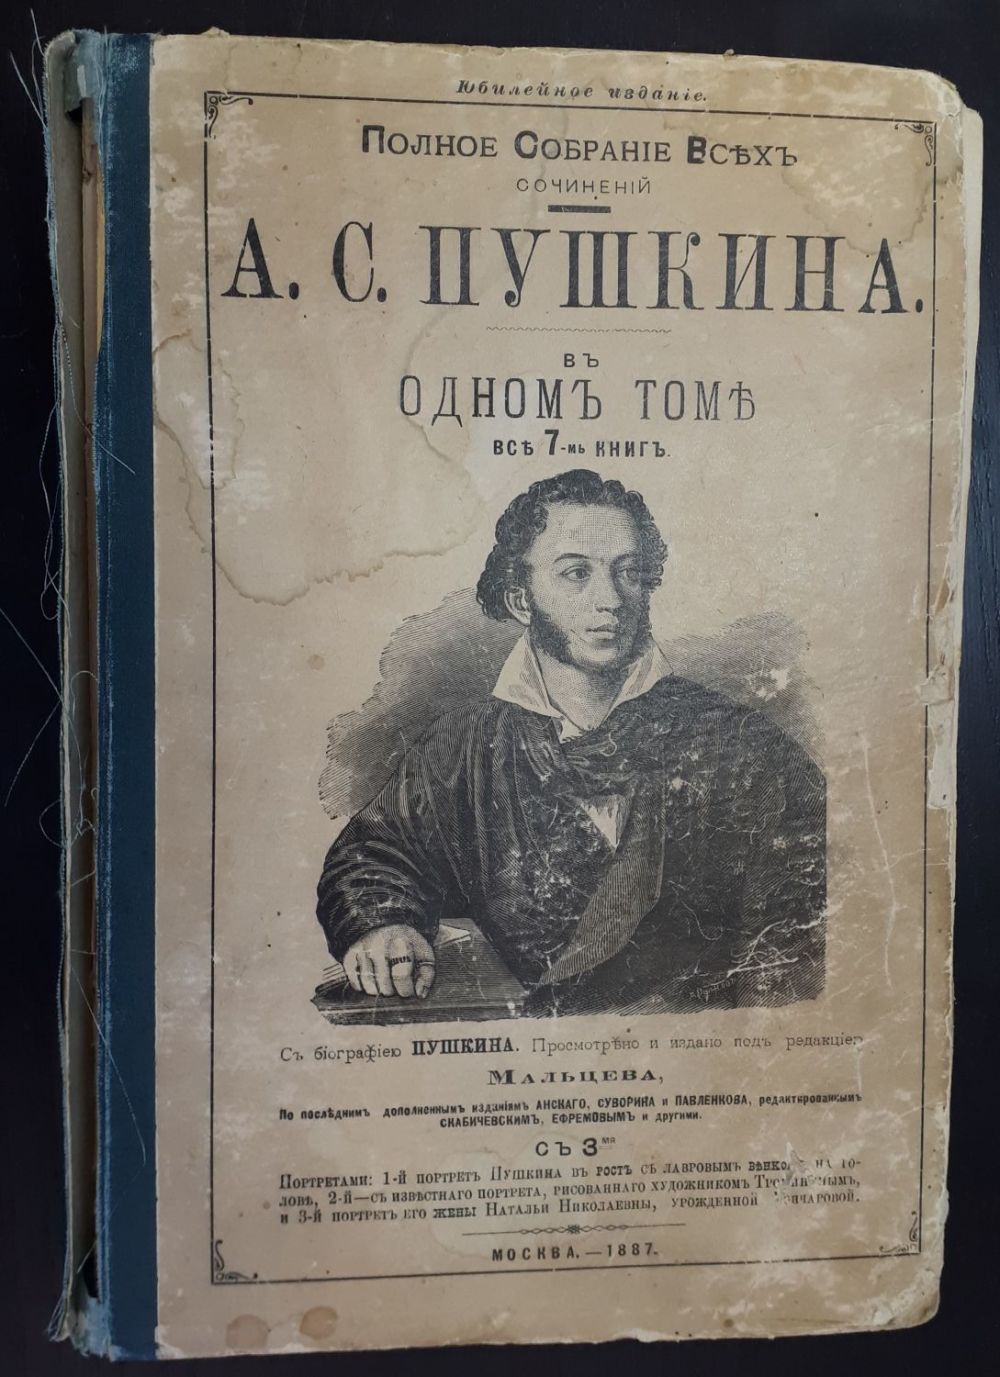 Юбилейное изданіе.
Полное Собраніе Всѣхъ
сочиненій
А. С. ПУШКИНА.
въ
одномъ томѣ
всѣ 7-мь книгъ.
Съ біографіею ПУШКИНА. Просмотрѣно и издано подъ редакціею
Мальцева,
По послѣднимъ дополненнымъ изданіямъ АНСКАГО, СУВОРИНА и ПАВЛЕНКОВА, редактированнымъ
СКАБИЧЕВСКИМЪ, ЕФРЕМОВЫМЪ и другими.
СЪ 3мя
Портретами: 1-й портретъ Пушкина въ ростъ съ лавровымъ вѣнкомъ на го-
ловѣ, 2-й—съ извѣстнаго портрета, рисованнаго художникомъ Тропининымъ,
и 3-й портретъ его жены Натальи Николаевны, урожденной Гончаровой.
МОСКВА.—1887.